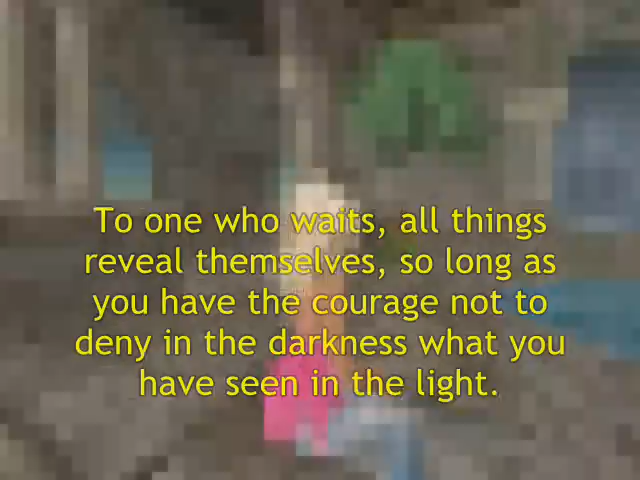 To one who waits, all things
reveal themselves, so long as
you have the courage not to
deny in the darkness what you
have seen in the light.